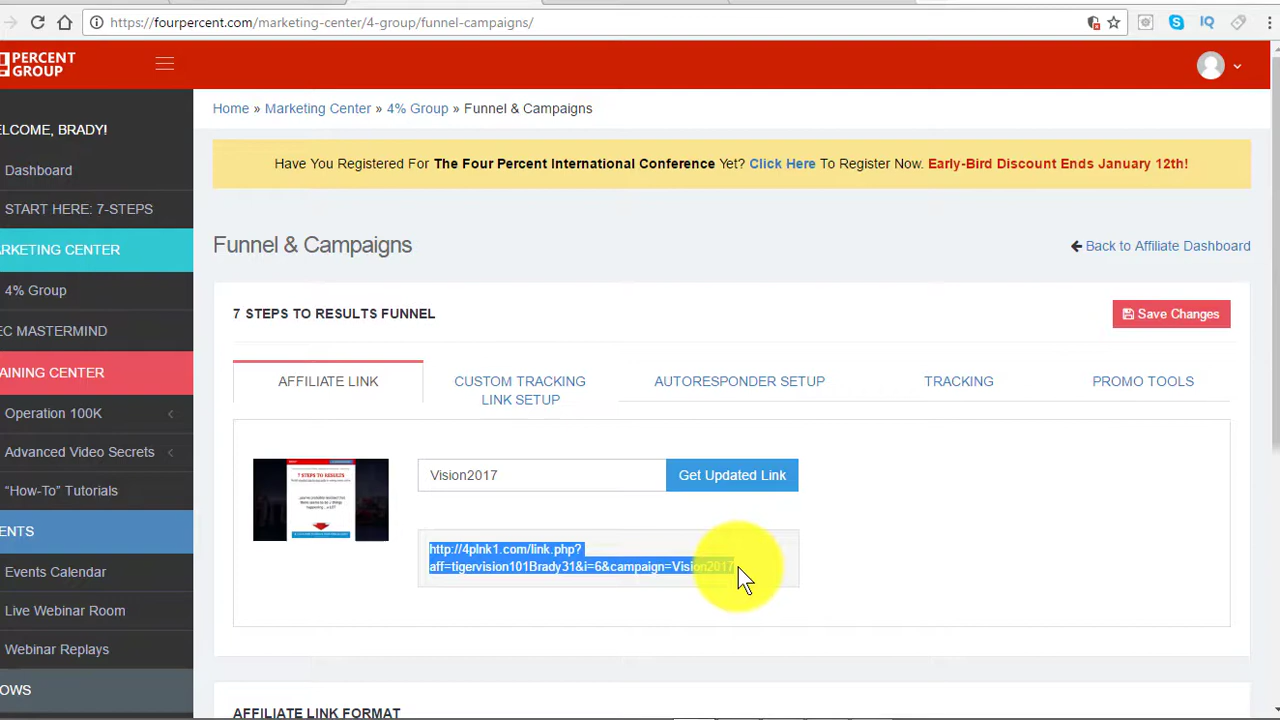 https://fourpercent.com/marketing-center/4-group/funnel-campaigns/
IQ
PERCENT
GROUP
ELCOME, BRADY!
Dashboard
START HERE: 7-STEPS
ARKETING CENTER
4% Group
EC MASTERMIND
AINING CENTER
Operation 100K
Advanced Video Secrets
“How-To” Tutorials
ENTS
Events Calendar
Live Webinar Room
Webinar Replays
OWS
Home » Marketing Center » 4% Group » Funnel & Campaigns
Have You Registered For The Four Percent International Conference Yet? Click Here To Register Now. Early-Bird Discount Ends January 12th!
Funnel & Campaigns
Back to Affiliate Dashboard
7 STEPS TO RESULTS FUNNEL
Save Changes
AFFILIATE LINK
CUSTOM TRACKING
LINK SETUP
AUTORESPONDER SETUP
TRACKING
PROMO TOOLS
7 STEPS TO RESULTS
Vision2017
Get Updated Link
http://4plnk1.com/link.php?
aff=tigervision101Brady31&i=6&campaign=Vision2017
AFFILIATE LINK FORMAT